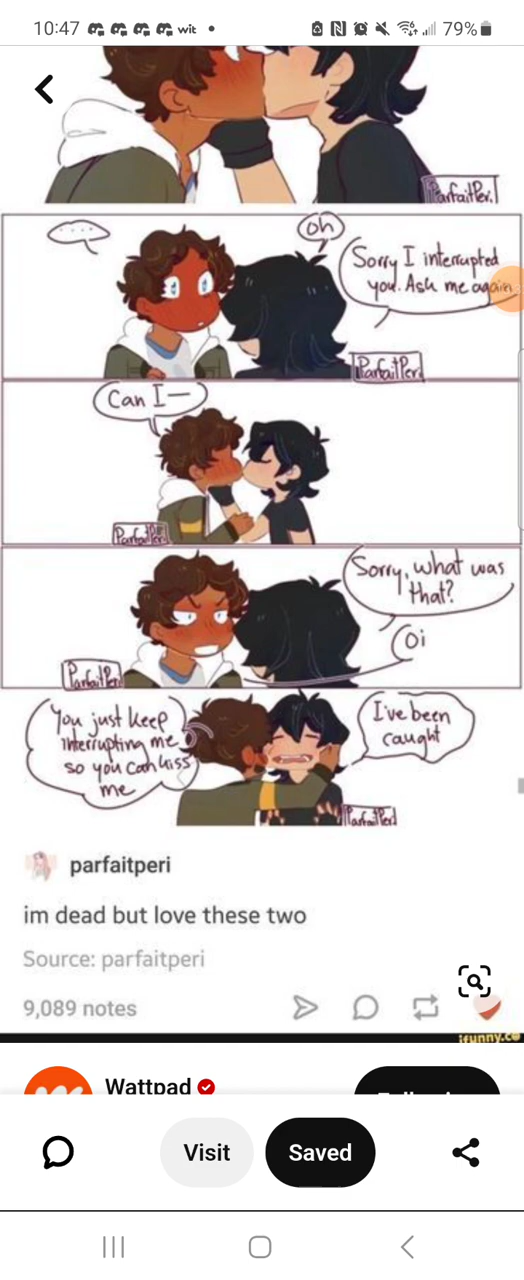 10:47 wit • 79%
ParfaitPeri
....
oh
Sorry I interrupted
you. Ask me again
ParfaitPeri
Can I—
ParfaitPeri
Sorry, what was
that?
Oi
ParfaitPeri
You just keep
interrupting me
so you can kiss
me
I've been
caught
ParfaitPeri
parfaitperi
im dead but love these two
Source: parfaitperi
9,089 notes
ifunny.co
Wattpad
Visit
Saved